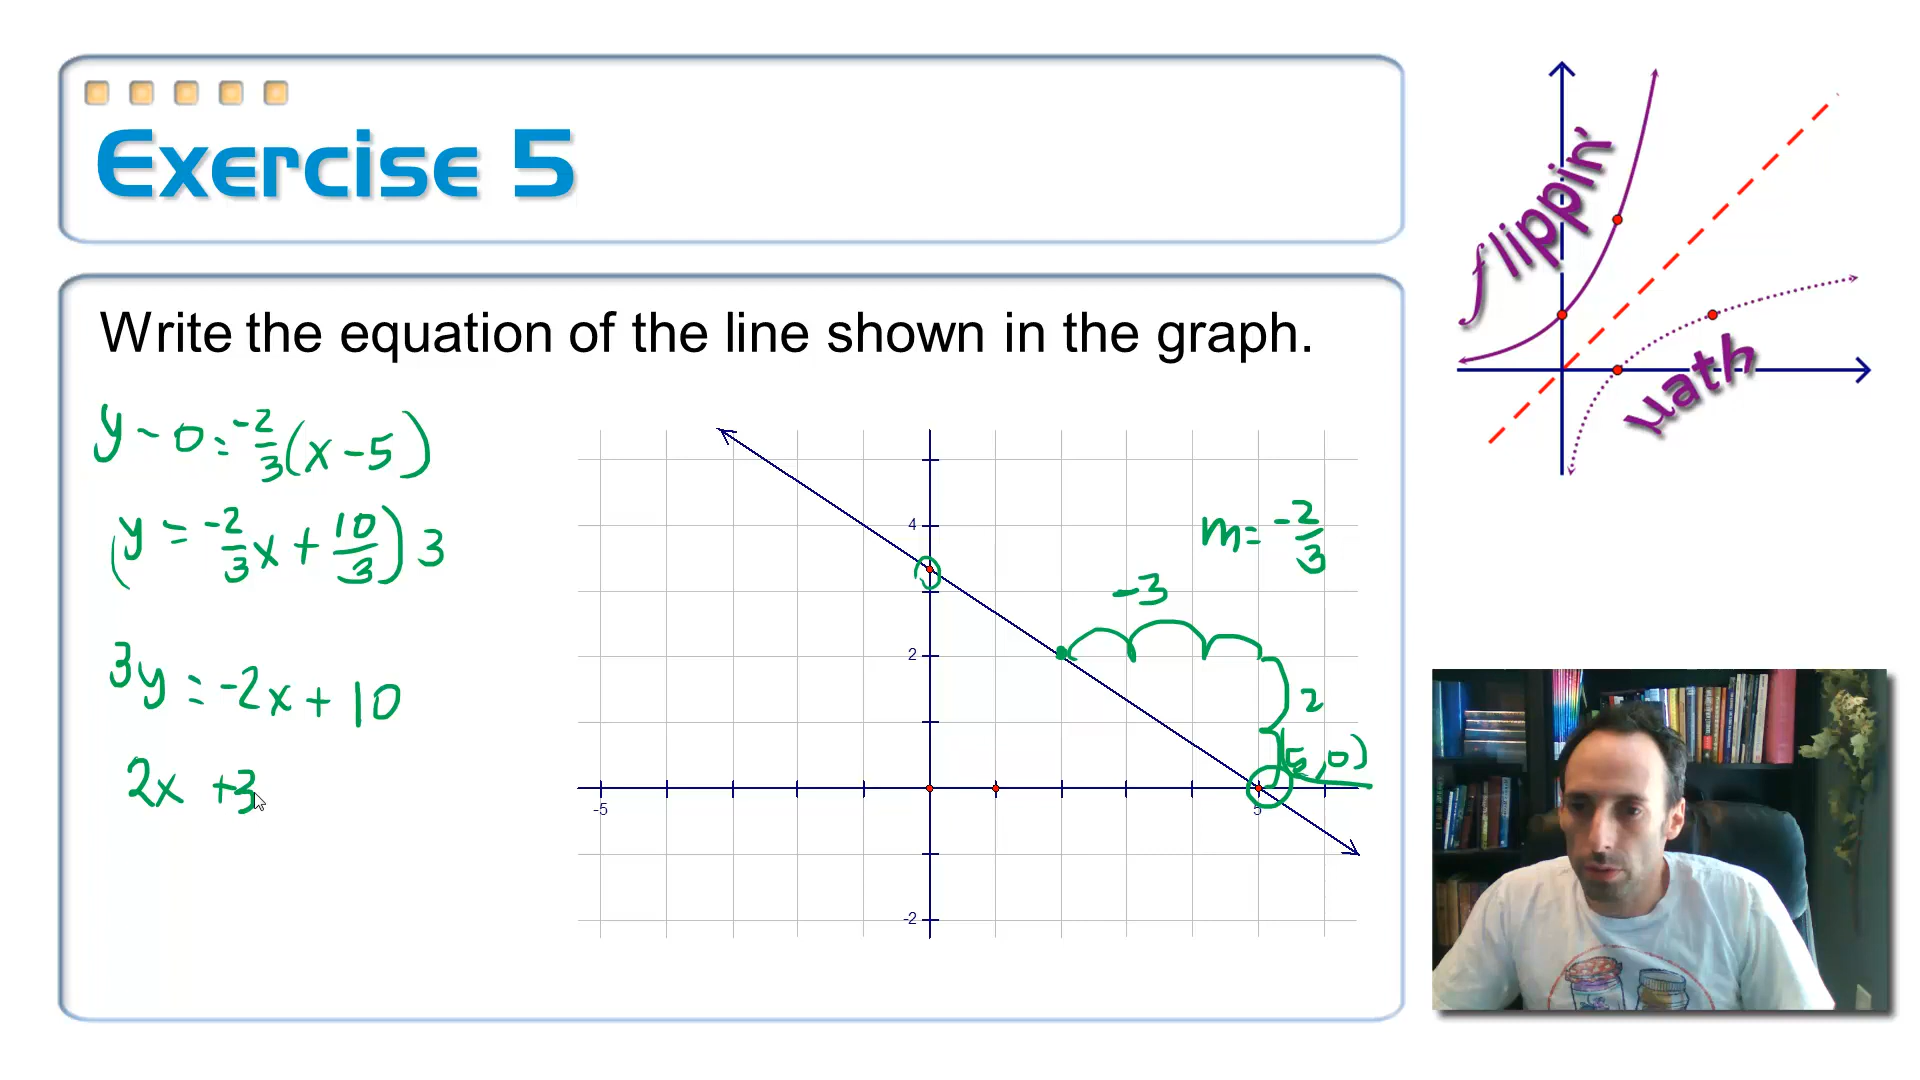 Exercise 5
flippin'
math
Write the equation of the line shown in the graph.
y - 0 = -2/3 (x - 5)
(y = -2/3 x + 10/3) 3
3y = -2x + 10
2x +3
4
2
-2
-5
5
m = -2/3
-3
2
(5,0)